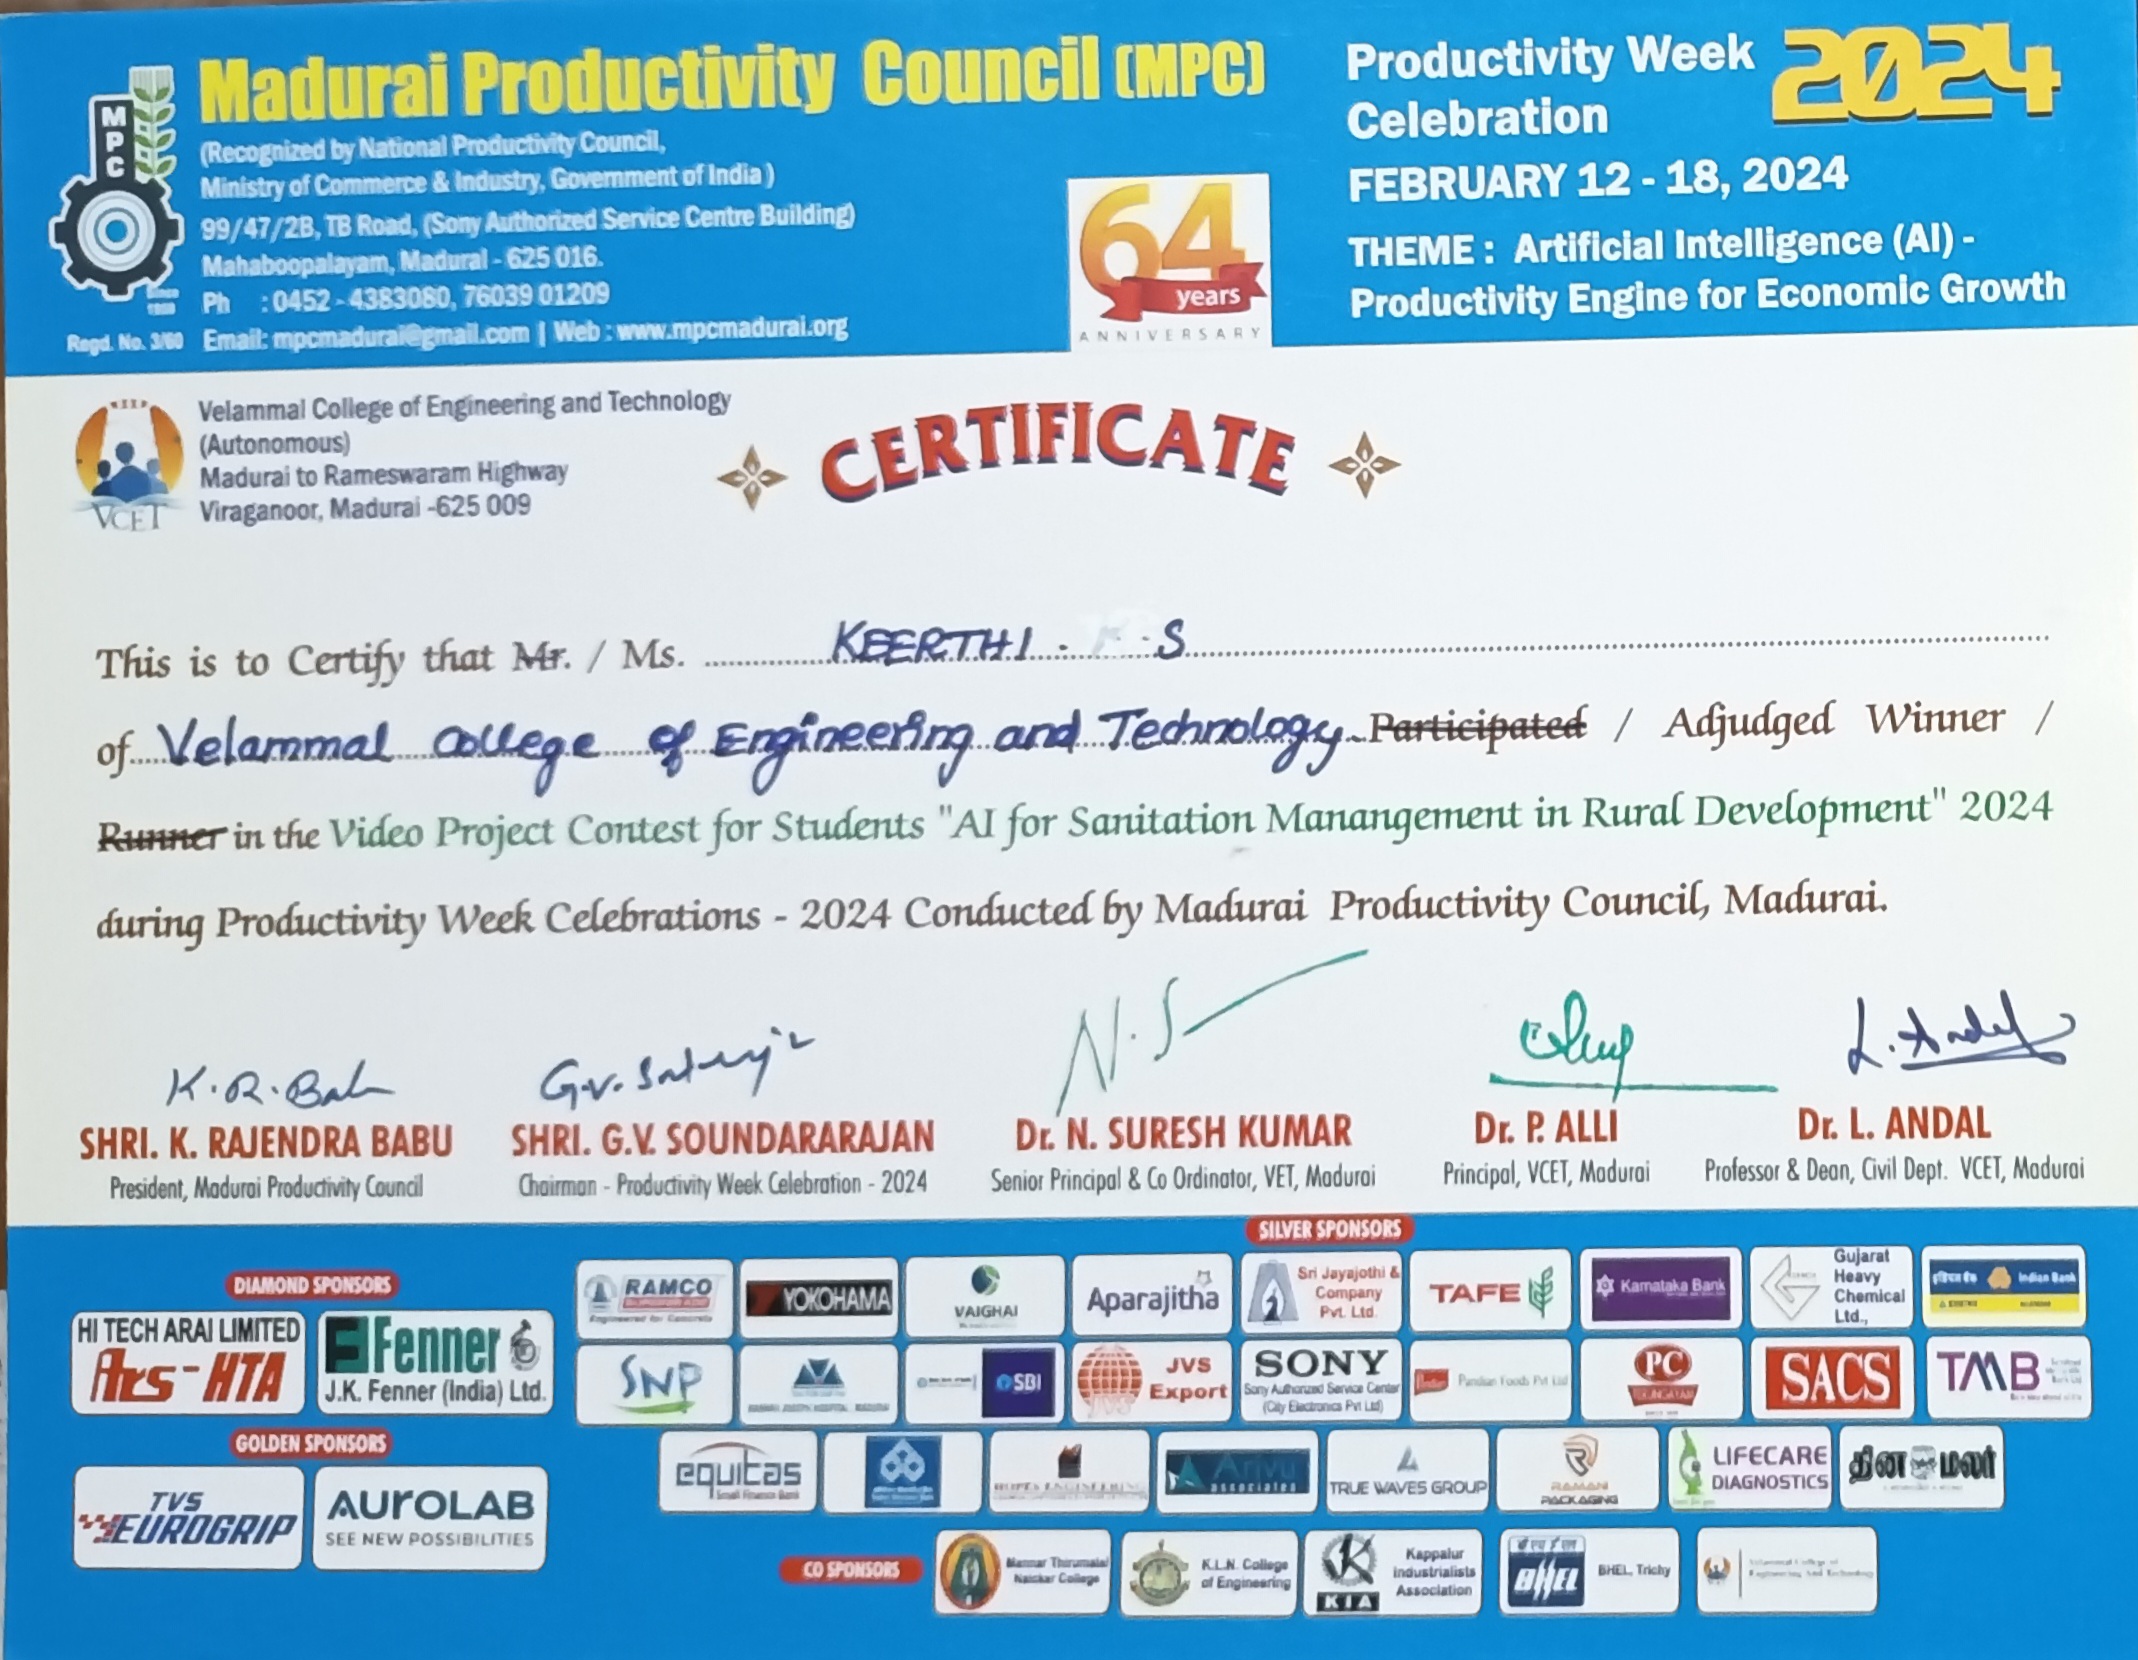 Madurai Productivity Council (MPC)
(Recognized by National Productivity Council,
Ministry of Commerce & Industry, Government of India)
99/47/2B, TB Road, (Sony Authorized Service Centre Building)
Mahaboopalayam, Madurai - 625 016.
Ph : 0452 - 4383080, 76039 01209
Email: mpcmadurai@gmail.com | Web : www.mpcmadurai.org
MPC
Regd. No. 3/60
64
years
ANNIVERSARY
Productivity Week
Celebration
2024
FEBRUARY 12 - 18, 2024
THEME : Artificial Intelligence (AI) -
Productivity Engine for Economic Growth
VCET
Velammal College of Engineering and Technology
(Autonomous)
Madurai to Rameswaram Highway
Viraganoor, Madurai -625 009
CERTIFICATE
This is to Certify that Mr. / Ms. KEERTHI . S
of Velammal College of Engineering and Technology Participated / Adjudged Winner /
Runner in the Video Project Contest for Students "AI for Sanitation Manangement in Rural Development" 2024
during Productivity Week Celebrations - 2024 Conducted by Madurai Productivity Council, Madurai.
K.R. Bab
N.S
L. Andal
SHRI. K. RAJENDRA BABU
President, Madurai Productivity Council
SHRI. G.V. SOUNDARARAJAN
Chairman - Productivity Week Celebration - 2024
Dr. N. SURESH KUMAR
Senior Principal & Co Ordinator, VET, Madurai
Dr. P. ALLI
Principal, VCET, Madurai
Dr. L. ANDAL
Professor & Dean, Civil Dept. VCET, Madurai
DIAMOND SPONSORS
HI TECH ARAI LIMITED
Ars-HTA
Fenner
J.K. Fenner (India) Ltd.
GOLDEN SPONSORS
TVS
EUROGRIP
AUROLAB
SEE NEW POSSIBILITIES
SILVER SPONSORS
RAMCO
YOKOHAMA
VAIGHAI
Aparajitha
Sri Jayajothi &
Company
Pvt. Ltd.
TAFE
Karnataka Bank
Gujarat
Heavy
Chemical
Ltd.,
Indian Bank
SNP
SBI
JVS
Export
SONY
Sony Authorized Service Center
(City Electronics Pvt Ltd)
Pandian Foods Pvt Ltd
PC
SACS
TMB
equitas
Small Finance Bank
Arivu
associates
TRUE WAVES GROUP
RAMANI
PACKAGING
LIFECARE
DIAGNOSTICS
தினமலர்
CO SPONSORS
Mannar Thirumalai
Naicker College
K.L.N. College
of Engineering
KIA
Kappalur
Industrialists
Association
BHEL
BHEL, Trichy
Velammal College of
Engineering And Technology